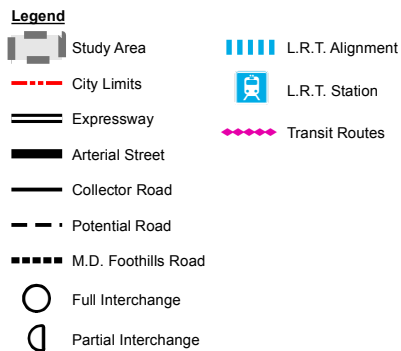 Legend
Study Area
City Limits
Expressway
Arterial Street
Collector Road
Potential Road
M.D. Foothills Road
Full Interchange
Partial Interchange
L.R.T. Alignment
L.R.T. Station
Transit Routes